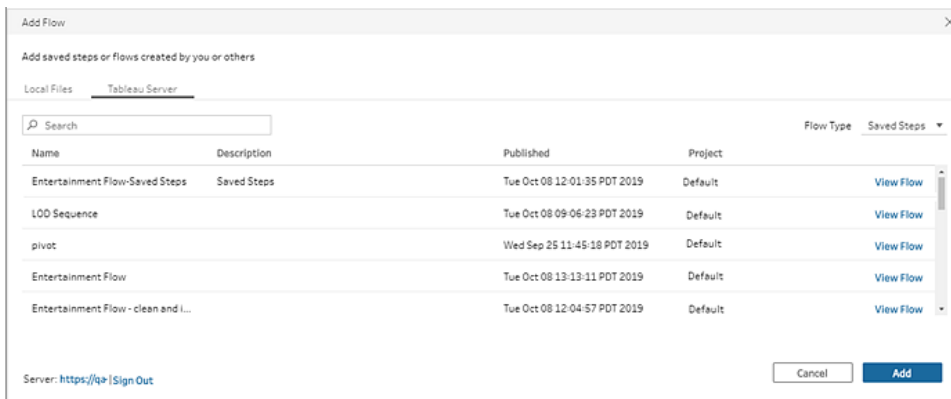 Add Flow
Add saved steps or flows created by you or others
Local Files Tableau Server
Search Flow Type Saved Steps
Name Description Published Project
Entertainment Flow-Saved Steps Saved Steps Tue Oct 08 12:01:35 PDT 2019 Default View Flow
LOD Sequence Tue Oct 08 09:06:23 PDT 2019 Default View Flow
pivot Wed Sep 25 11:45:18 PDT 2019 Default View Flow
Entertainment Flow Tue Oct 08 13:13:11 PDT 2019 Default View Flow
Entertainment Flow - clean and i... Tue Oct 08 12:04:57 PDT 2019 Default View Flow
Server: https://qa- | Sign Out Cancel Add